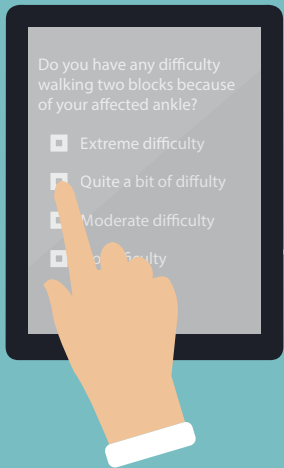 Do you have any difficulty
walking two blocks because
of your affected ankle?
Extreme difficulty
Quite a bit of diffulty
Moderate difficulty